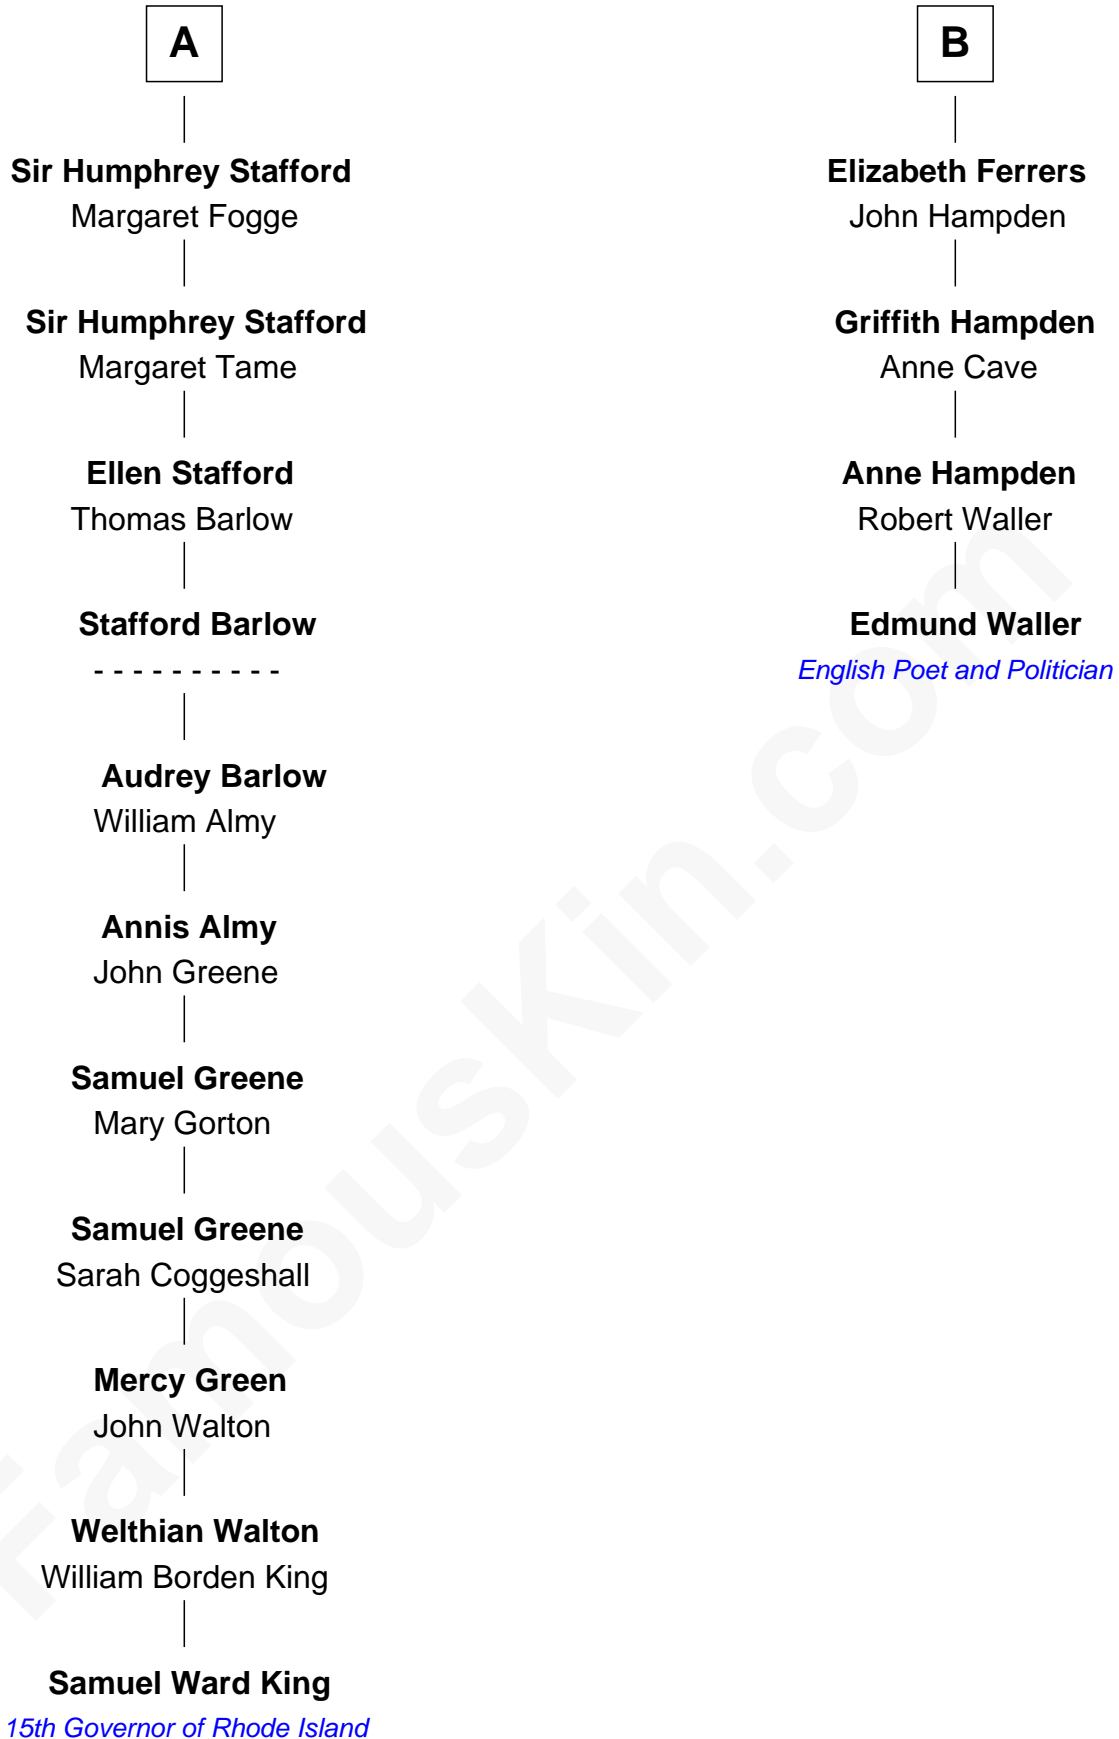 A
Sir Humphrey Stafford
Margaret Fogge
Sir Humphrey Stafford
Margaret Tame
Ellen Stafford
Thomas Barlow
Stafford Barlow
- - - - - - - - - -
Audrey Barlow
William Almy
Annis Almy
John Greene
Samuel Greene
Mary Gorton
Samuel Greene
Sarah Coggeshall
Mercy Green
John Walton
Welthian Walton
William Borden King
Samuel Ward King
15th Governor of Rhode Island
B
Elizabeth Ferrers
John Hampden
Griffith Hampden
Anne Cave
Anne Hampden
Robert Waller
Edmund Waller
English Poet and Politician
FamousKin.com